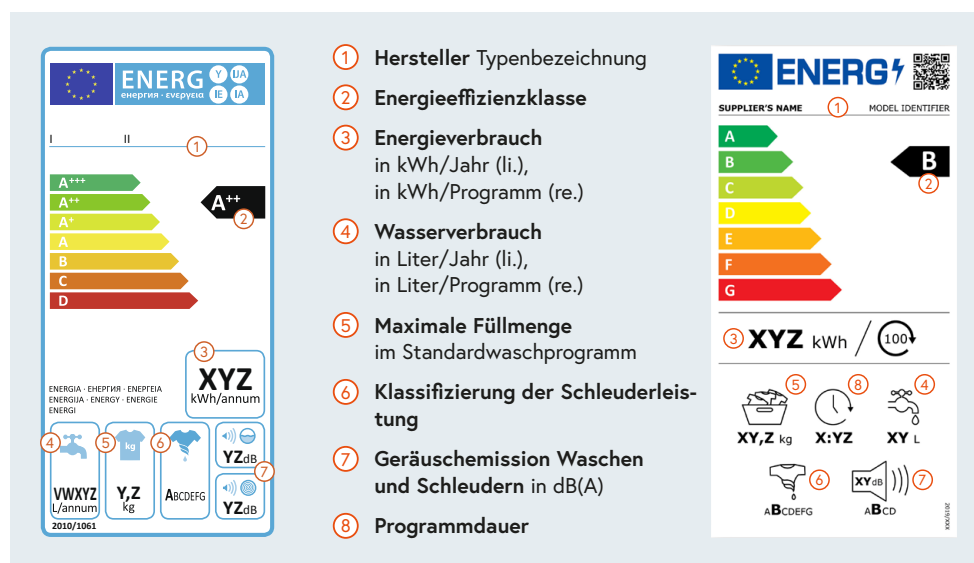 ENERG
енергия · ενεργεια
Y
IJA
IE
IA
I
II
1
A+++
A++
A+
A
B
C
D
A++
2
3
XYZ
kWh/annum
ENERGIA · ЕНЕРГИЯ · ΕΝΕΡΓΕΙΑ
ENERGIJA · ENERGY · ENERGIE
ENERGI
4
VWXYZ
L/annum
5
kg
Y,Z
kg
6
ABCDEFG
YZdB
7
YZdB
2010/1061
1 Hersteller Typenbezeichnung
2 Energieeffizienzklasse
3 Energieverbrauch
in kWh/Jahr (li.),
in kWh/Programm (re.)
4 Wasserverbrauch
in Liter/Jahr (li.),
in Liter/Programm (re.)
5 Maximale Füllmenge
im Standardwaschprogramm
6 Klassifizierung der Schleuderleis-
tung
7 Geräuschemission Waschen
und Schleudern in dB(A)
8 Programmdauer
ENERG
SUPPLIER'S NAME 1 MODEL IDENTIFIER
A
B
C
D
E
F
G
B
2
3 XYZ kWh / 100
5
XY,Z kg
8
X:YZ
4
XY L
6
ABCDEFG
XYdB
7
ABCD
2019/XXX